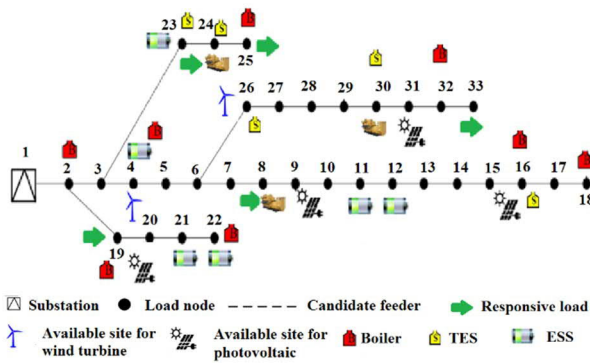 23 24
25
26 27 28 29 30 31 32 33
1
2 3 4 5 6 7 8 9 10 11 12 13 14 15 16 17
18
20 21 22
19
Substation Load node Candidate feeder Responsive load
Available site for wind turbine
Available site for photovoltaic
B Boiler
S TES
ESS